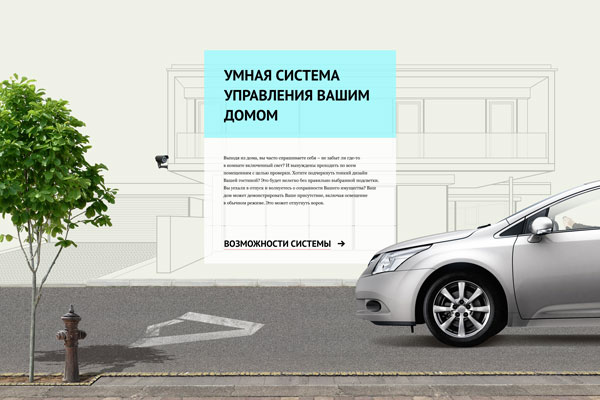 УМНАЯ СИСТЕМА
УПРАВЛЕНИЯ ВАШИМ
ДОМОМ
Выходя из дома, вы часто спрашиваете себя – не забыт ли где-то
в комнате включенный свет? И вынуждены проходить по всем
помещениям с целью проверки. Хотите подчеркнуть тонкий дизайн
Вашей гостиной? Это будет нелегко без правильно выбранной подсветки.
Вы уехали в отпуск и волнуетесь о сохранности Вашего имущества? Ваш
дом может демонстрировать Ваше присутствие, включая освещение
в обычном режиме. Это может отпугнуть воров.
ВОЗМОЖНОСТИ СИСТЕМЫ →